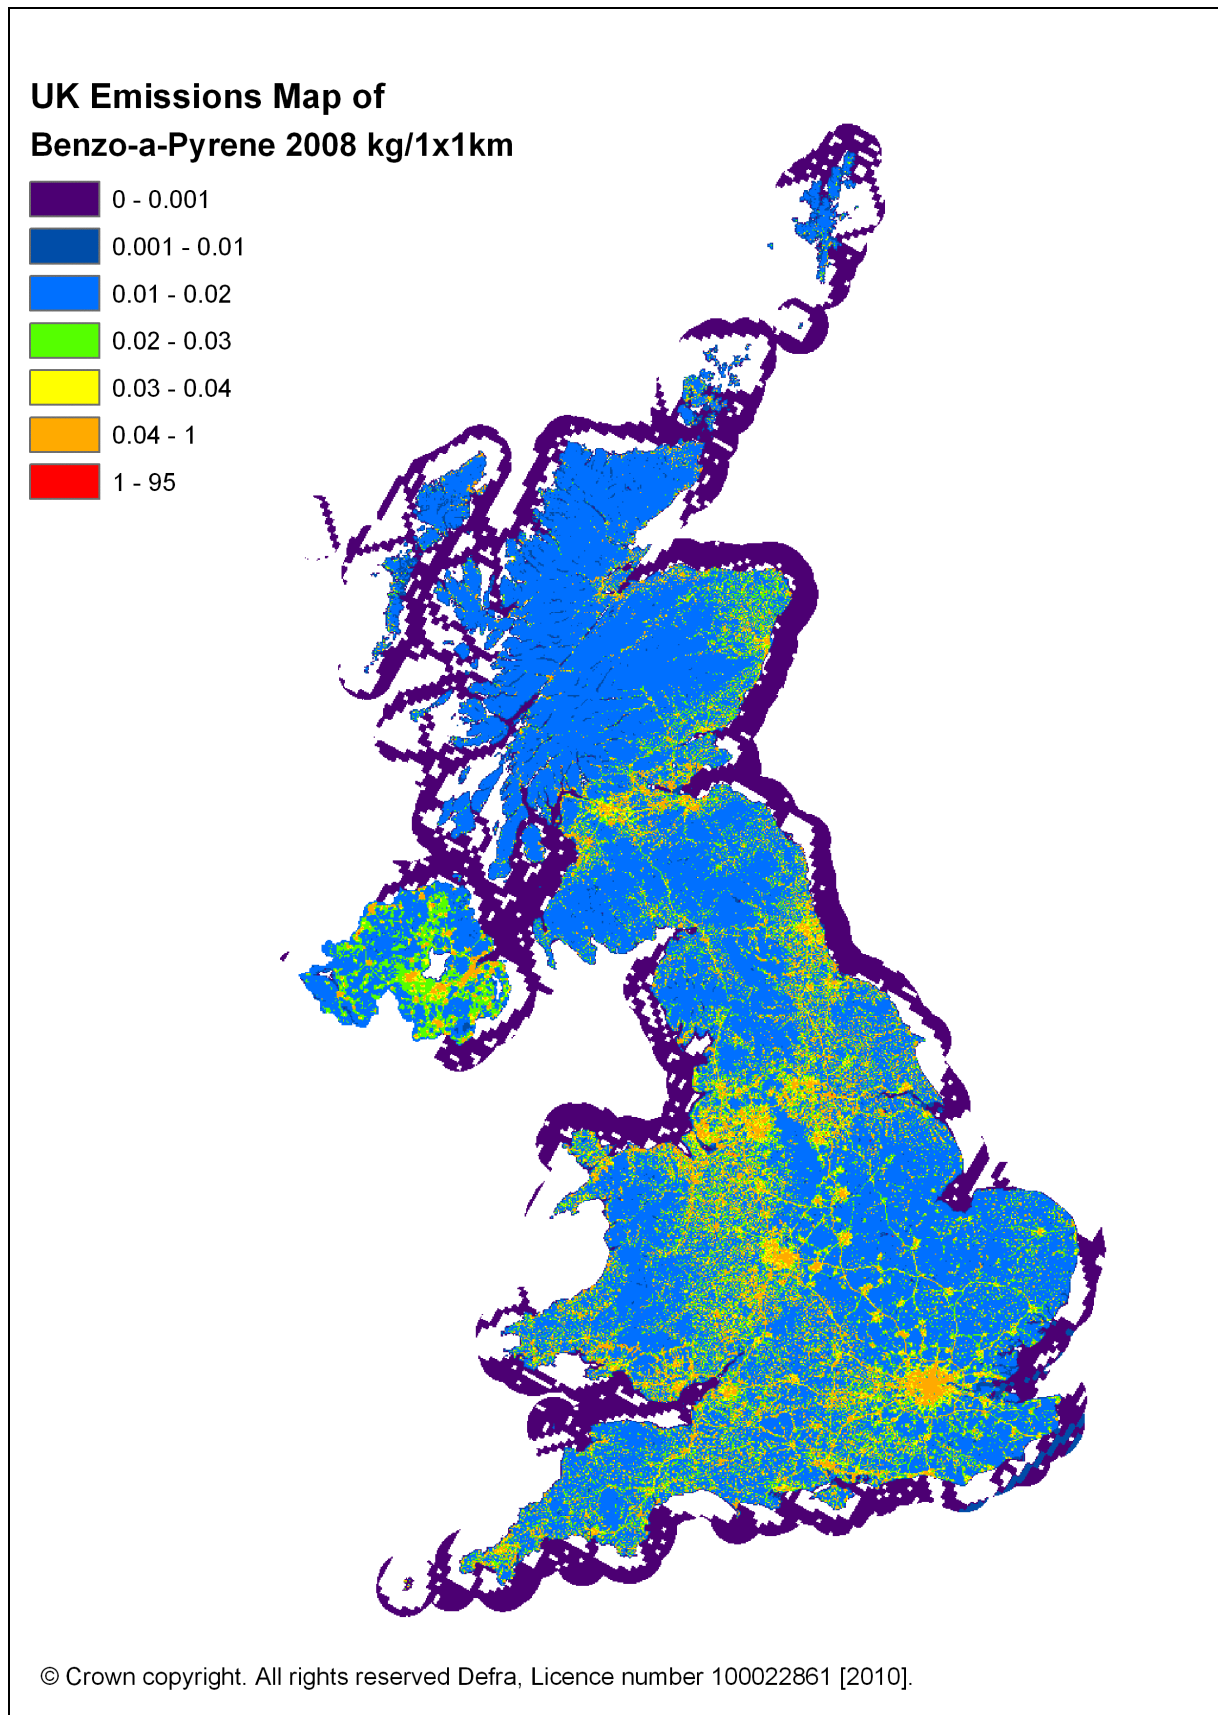 UK Emissions Map of
Benzo-a-Pyrene 2008 kg/1x1km
0 - 0.001
0.001 - 0.01
0.01 - 0.02
0.02 - 0.03
0.03 - 0.04
0.04 - 1
1 - 95
© Crown copyright. All rights reserved Defra, Licence number 100022861 [2010].